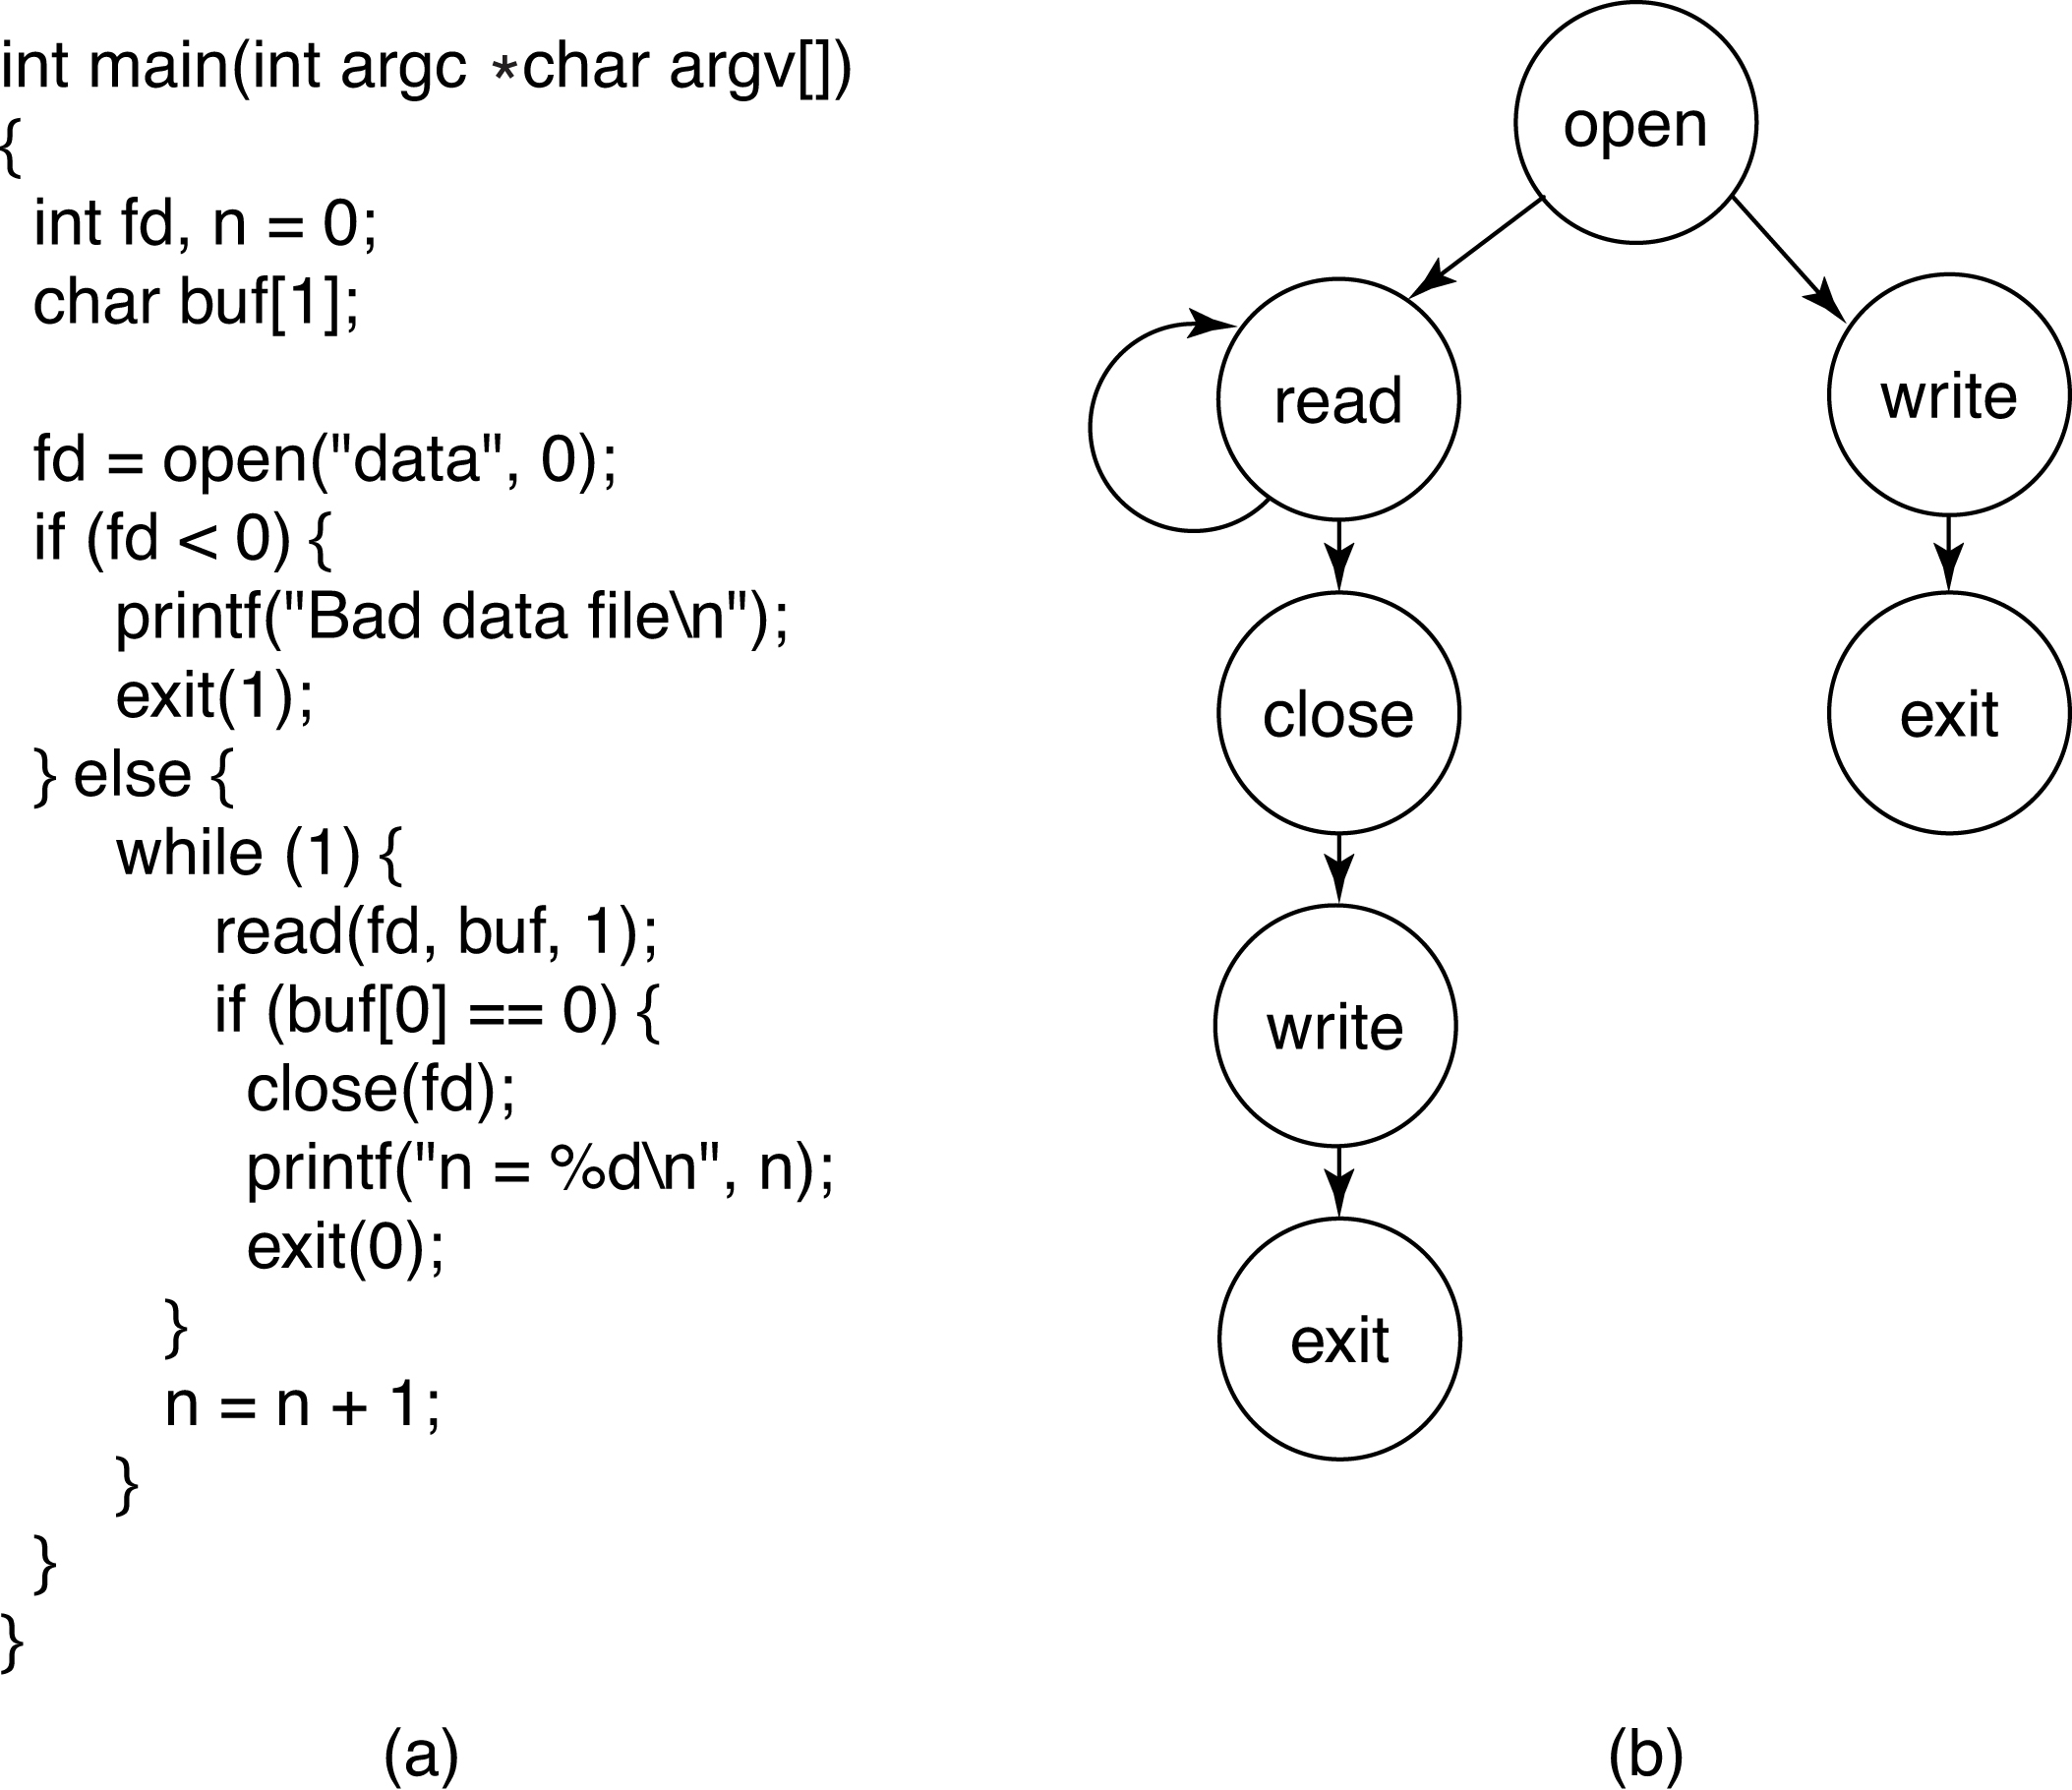 int main(int argc *char argv[])
{
int fd, n = 0;
char buf[1];
fd = open("data", 0);
if (fd < 0) {
printf("Bad data file\n");
exit(1);
} else {
while (1) {
read(fd, buf, 1);
if (buf[0] == 0) {
close(fd);
printf("n = %d\n", n);
exit(0);
}
n = n + 1;
}
}
}
(a)
open
read
write
close
exit
write
exit
(b)